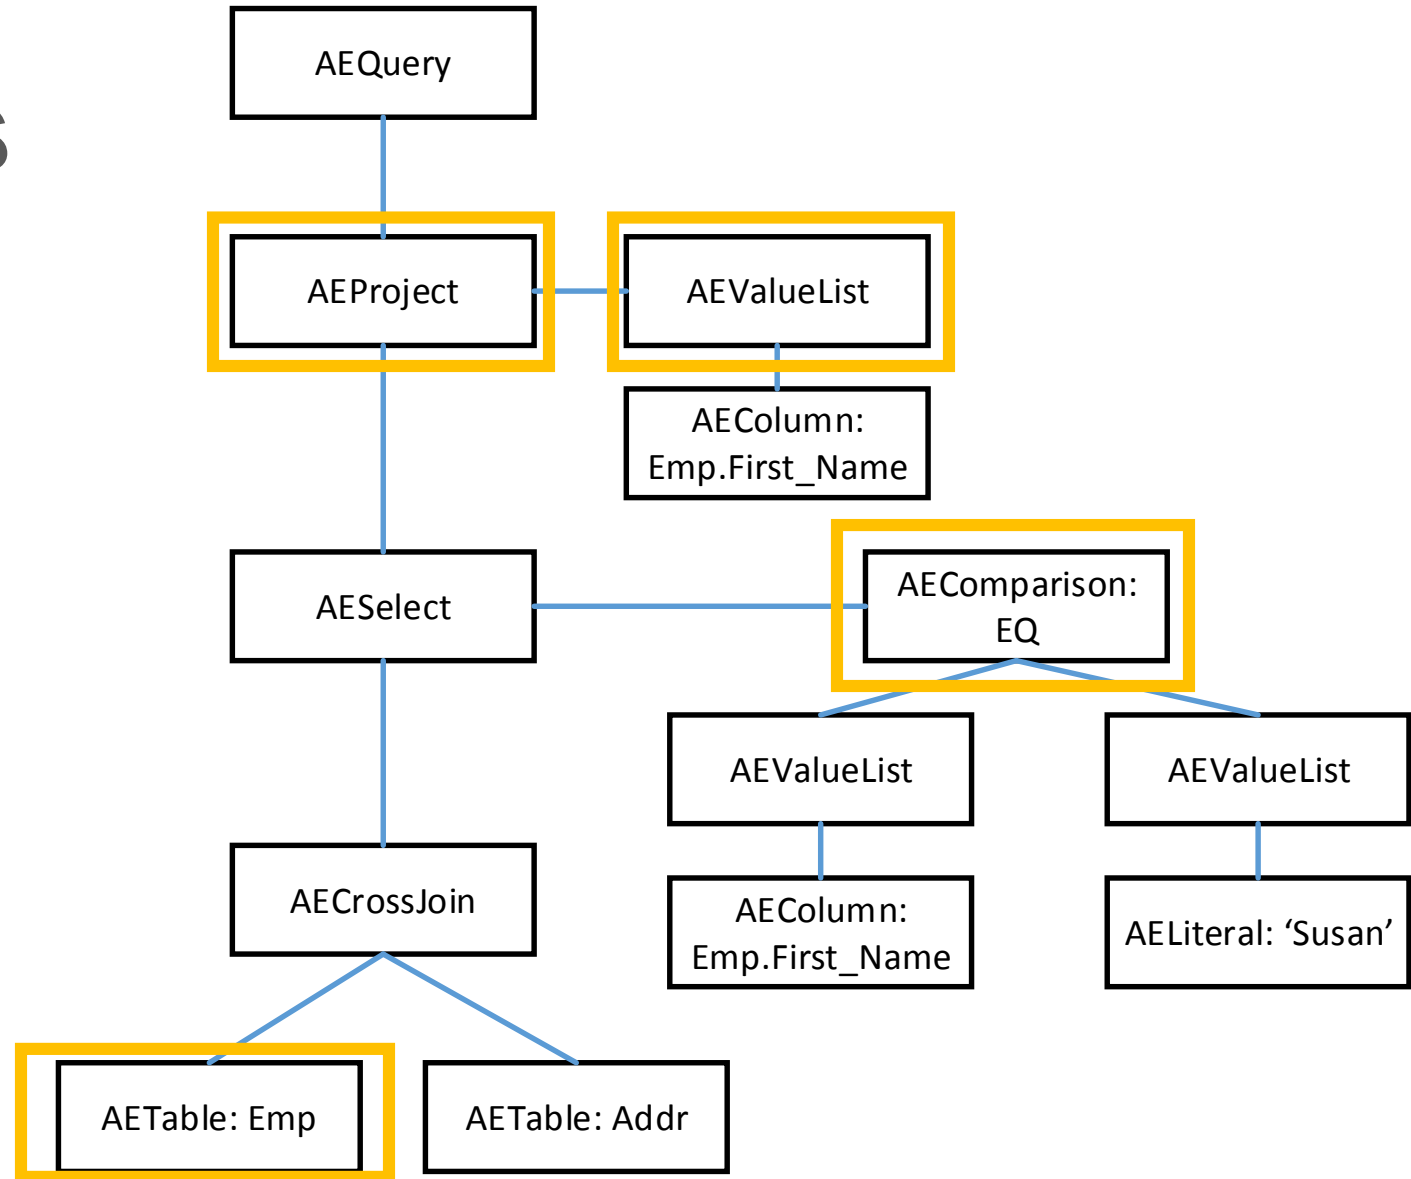 s
AEQuery
AEProject
AEValueList
AEColumn:
Emp.First_Name
AESelect
AEComparison:
EQ
AEValueList
AEValueList
AECrossJoin
AEColumn:
Emp.First_Name
AELiteral: ‘Susan’
AETable: Emp
AETable: Addr